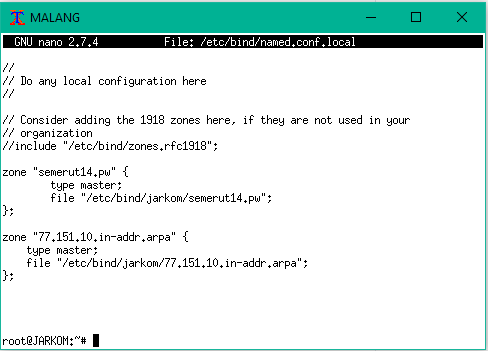 MALANG
GNU nano 2.7.4 File: /etc/bind/named.conf.local
//
// Do any local configuration here
//
// Consider adding the 1918 zones here, if they are not used in your
// organization
//include "/etc/bind/zones.rfc1918";
zone "semerut14.pw" {
type master;
file "/etc/bind/jarkom/semerut14.pw";
};
zone "77.151.10.in-addr.arpa" {
type master;
file "/etc/bind/jarkom/77.151.10.in-addr.arpa";
};
root@JARKOM:~#